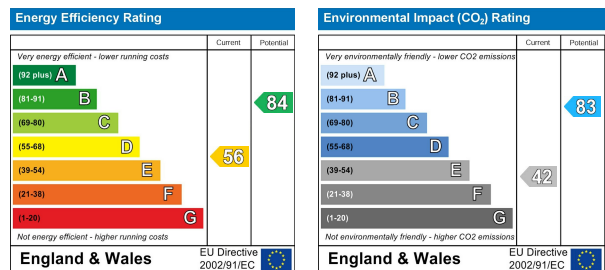 Energy Efficiency Rating
Current Potential
Very energy efficient - lower running costs
(92 plus) A
(81-91) B
84
(69-80) C
(55-68) D
56
(39-54) E
(21-38) F
(1-20) G
Not energy efficient - higher running costs
England & Wales
EU Directive
2002/91/EC
Environmental Impact (CO₂) Rating
Current Potential
Very environmentally friendly - lower CO2 emissions
(92 plus) A
(81-91) B
83
(69-80) C
(55-68) D
(39-54) E
42
(21-38) F
(1-20) G
Not environmentally friendly - higher CO2 emissions
England & Wales
EU Directive
2002/91/EC